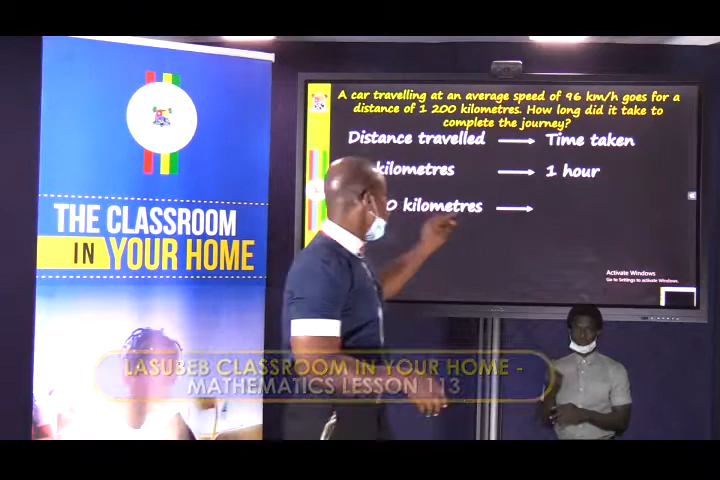 A car travelling at an average speed of 96 km/h goes for a
distance of 1 200 kilometres. How long did it take to
complete the journey?
Distance travelled Time taken
kilometres 1 hour
0 kilometres
Activate Windows
Go to Settings to activate Windows.
THE CLASSROOM
IN YOUR HOME
LASUBEB CLASSROOM IN YOUR HOME -
MATHEMATICS LESSON 113